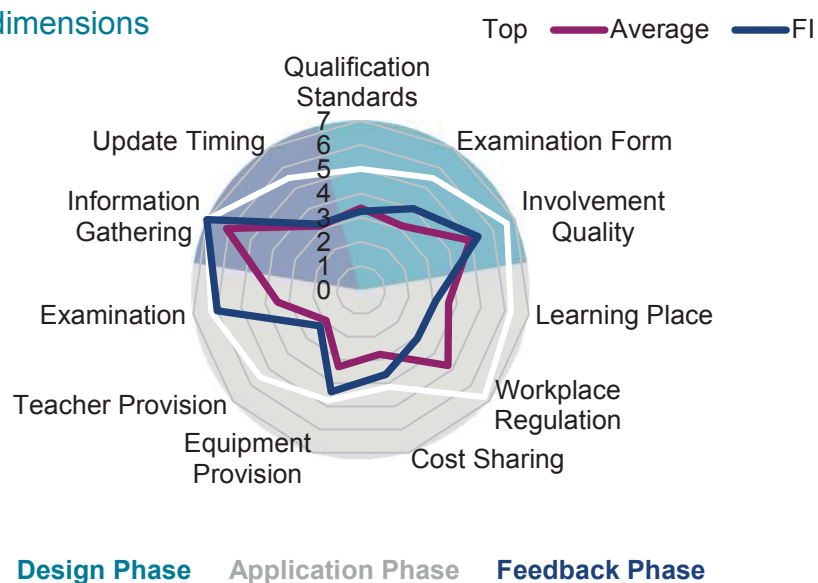 dimensions
Top Average FI
Qualification
Standards
Update Timing
Examination Form
Information
Gathering
Involvement
Quality
7
6
5
4
3
2
1
0
Examination
Learning Place
Teacher Provision
Workplace
Regulation
Equipment
Provision
Cost Sharing
Design Phase Application Phase Feedback Phase